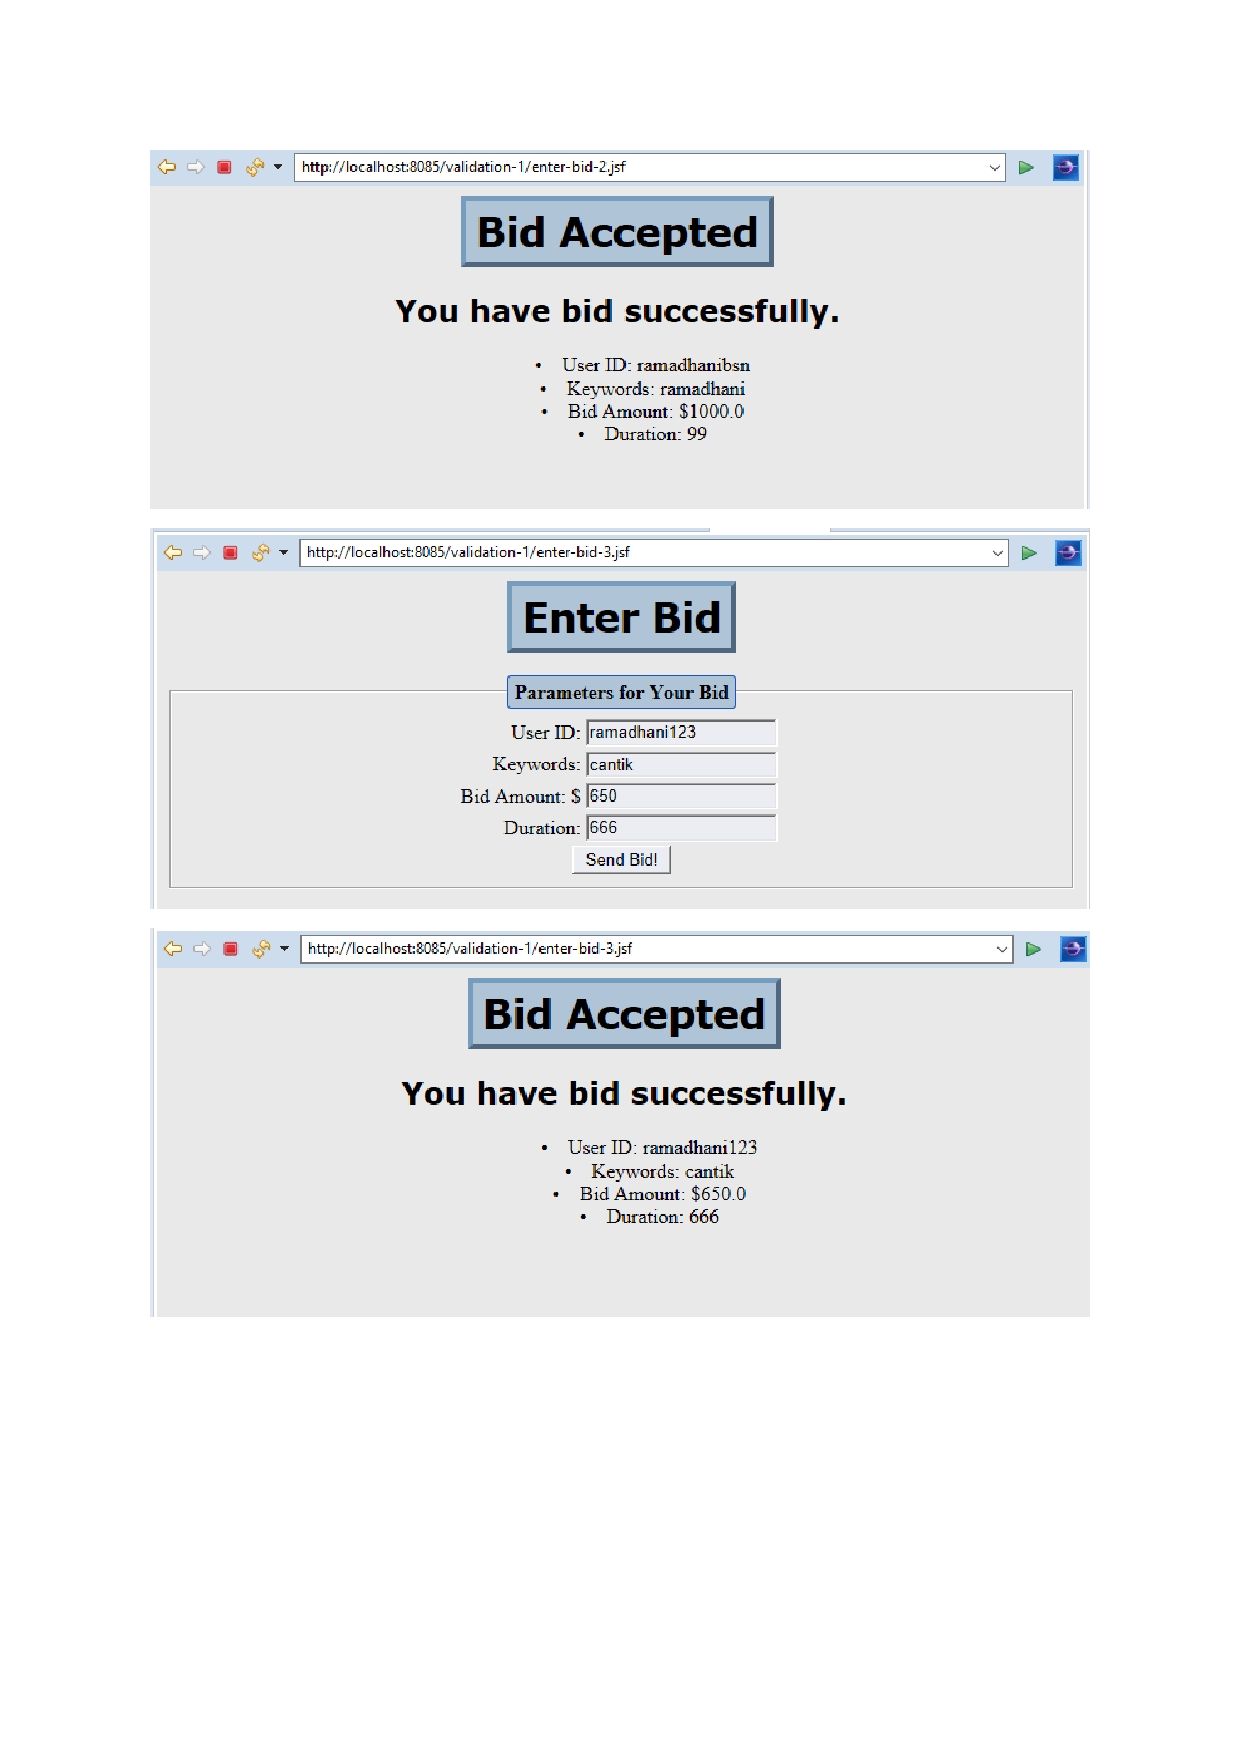 http://localhost:8085/validation-1/enter-bid-2.jsf
Bid Accepted
You have bid successfully.
• User ID: ramadhanibsn
• Keywords: ramadhani
• Bid Amount: $1000.0
• Duration: 99
http://localhost:8085/validation-1/enter-bid-3.jsf
Enter Bid
Parameters for Your Bid
User ID: ramadhani123
Keywords: cantik
Bid Amount: $ 650
Duration: 666
Send Bid!
http://localhost:8085/validation-1/enter-bid-3.jsf
Bid Accepted
You have bid successfully.
• User ID: ramadhani123
• Keywords: cantik
• Bid Amount: $650.0
• Duration: 666